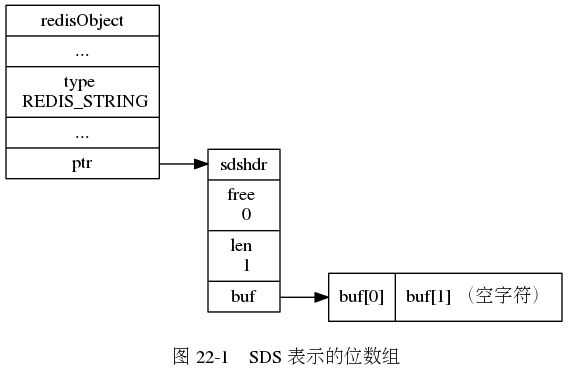 redisObject
...
type
REDIS_STRING
...
ptr
sdshdr
free
0
len
1
buf
buf[0]
buf[1] （空字符）
图 22-1 SDS 表示的位数组